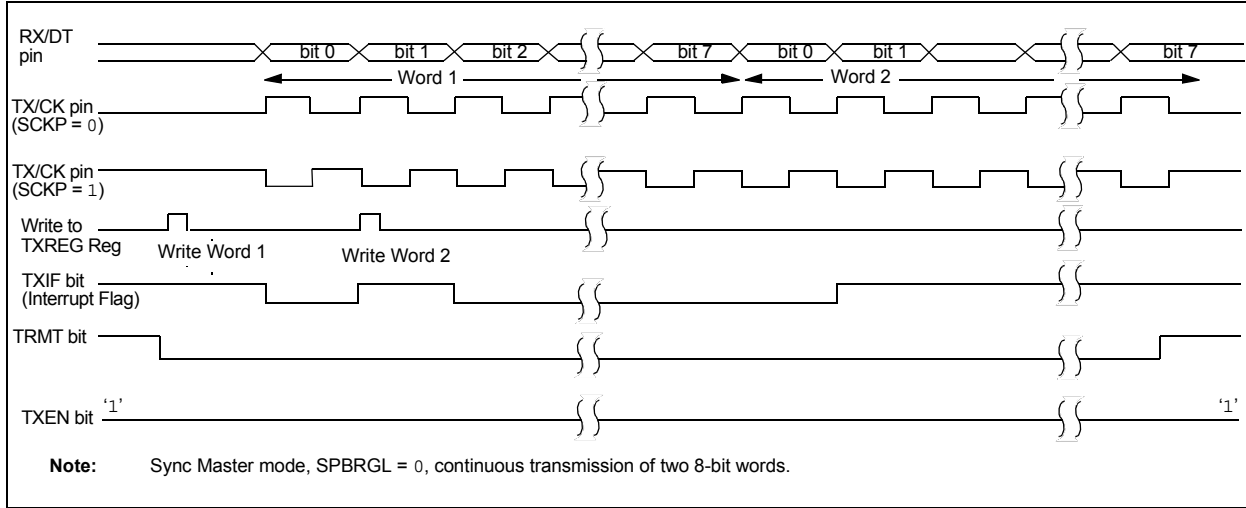 RX/DT
pin
bit 0 bit 1 bit 2 bit 7 bit 0 bit 1 bit 7
Word 1 Word 2
TX/CK pin
(SCKP = 0)
TX/CK pin
(SCKP = 1)
Write to
TXREG Reg
Write Word 1 Write Word 2
TXIF bit
(Interrupt Flag)
TRMT bit
TXEN bit ‘1’ ‘1’
Note: Sync Master mode, SPBRGL = 0, continuous transmission of two 8-bit words.